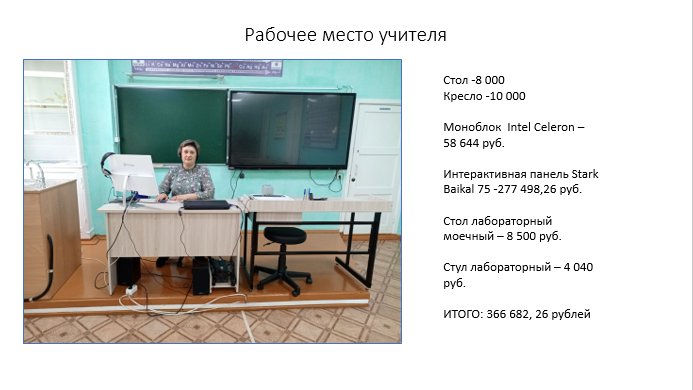 Рабочее место учителя
Стол -8 000
Кресло -10 000
Моноблок  Intel Celeron –
58 644 руб.
Интерактивная панель Stark
Baikal 75 -277 498,26 руб.
Стол лабораторный
моечный – 8 500 руб.
Стул лабораторный – 4 040
руб.
ИТОГО: 366 682, 26 рублей